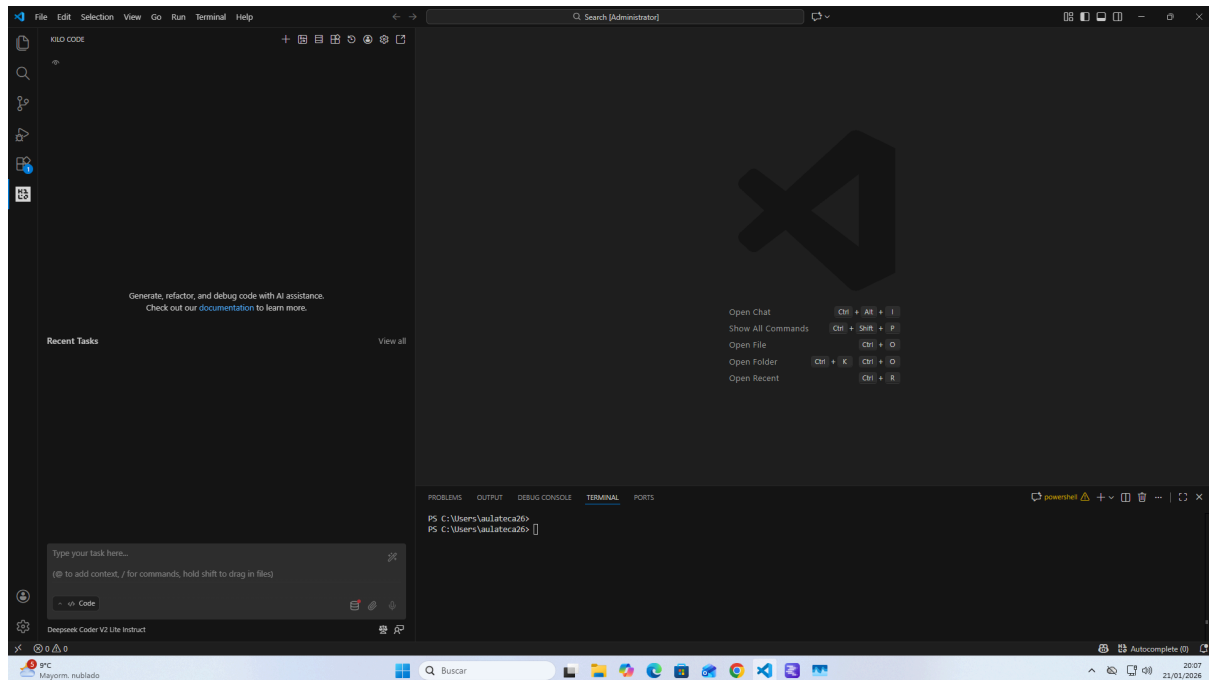 File Edit Selection View Go Run Terminal Help
Search [Administrator]
KILO CODE
1
KI
LO
Generate, refactor, and debug code with AI assistance.
Check out our documentation to learn more.
Recent Tasks View all
Open Chat Ctrl + Alt + I
Show All Commands Ctrl + Shift + P
Open File Ctrl + O
Open Folder Ctrl + K Ctrl + O
Open Recent Ctrl + R
PROBLEMS OUTPUT DEBUG CONSOLE TERMINAL PORTS
powershell
PS C:\Users\aulateca26>
PS C:\Users\aulateca26>
Type your task here...
(@ to add context, / for commands, hold shift to drag in files)
Code
Deepseek Coder V2 Lite Instruct
0 0
Autocomplete (0)
5
9°C
Mayorm. nublado
Buscar
20:07
21/01/2026